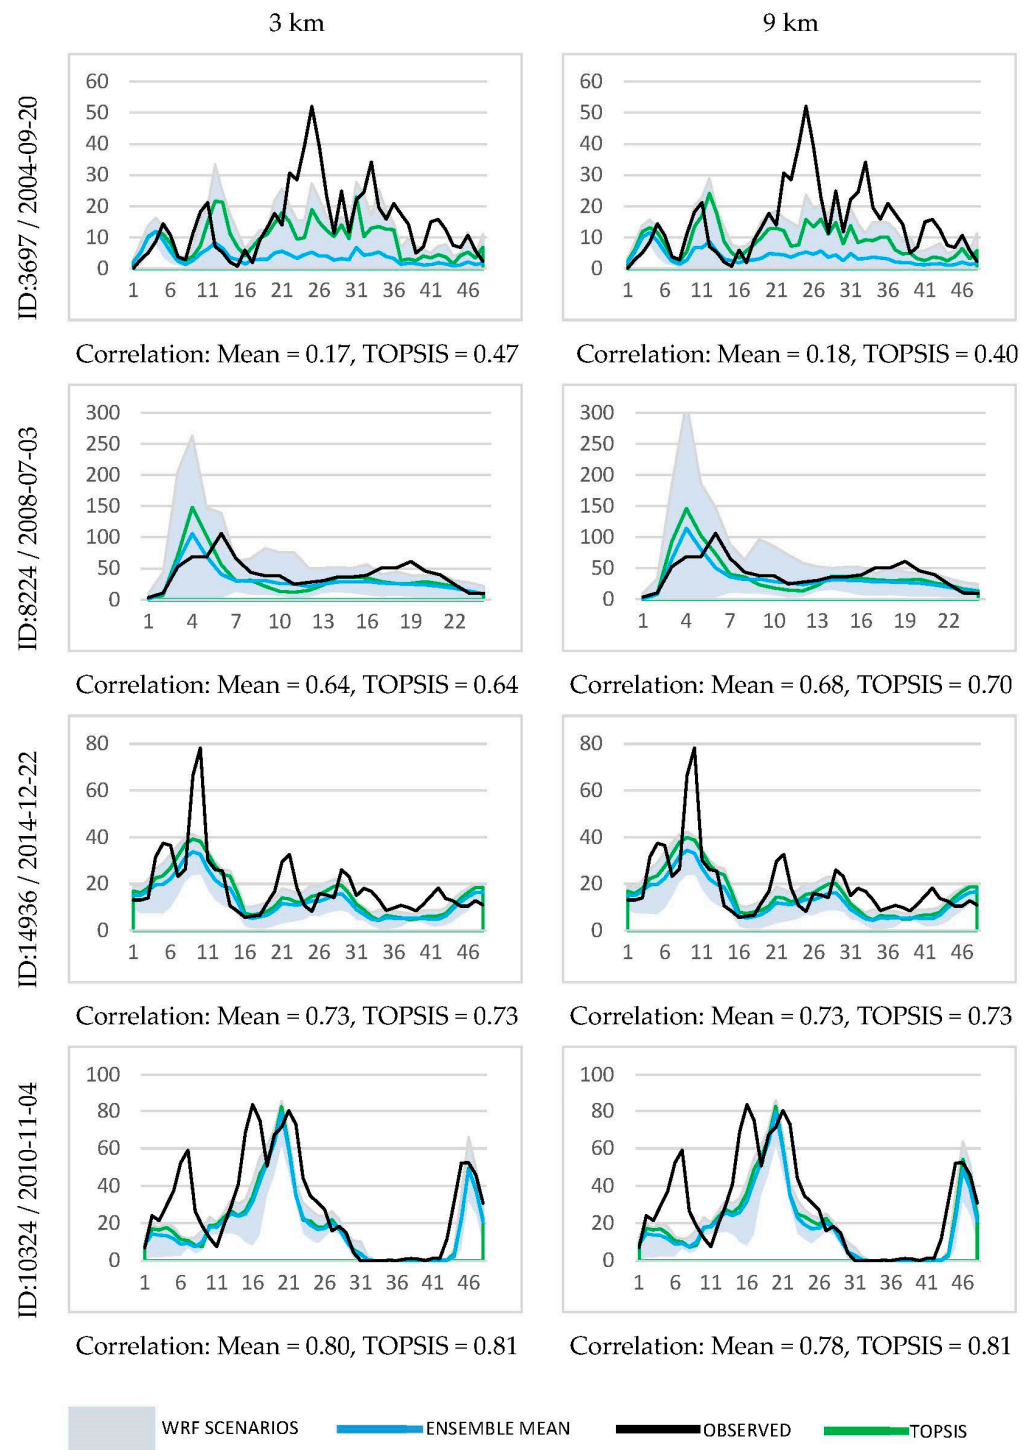 3 km
9 km
ID:3697 / 2004-09-20
60
50
40
30
20
10
0
1 6 11 16 21 26 31 36 41 46
60
50
40
30
20
10
0
1 6 11 16 21 26 31 36 41 46
Correlation: Mean = 0.17, TOPSIS = 0.47
Correlation: Mean = 0.18, TOPSIS = 0.40
ID:8224 / 2008-07-03
300
250
200
150
100
50
0
1 4 7 10 13 16 19 22
300
250
200
150
100
50
0
1 4 7 10 13 16 19 22
Correlation: Mean = 0.64, TOPSIS = 0.64
Correlation: Mean = 0.68, TOPSIS = 0.70
ID:14936 / 2014-12-22
80
60
40
20
0
1 6 11 16 21 26 31 36 41 46
80
60
40
20
0
1 6 11 16 21 26 31 36 41 46
Correlation: Mean = 0.73, TOPSIS = 0.73
Correlation: Mean = 0.73, TOPSIS = 0.73
ID:10324 / 2010-11-04
100
80
60
40
20
0
1 6 11 16 21 26 31 36 41 46
100
80
60
40
20
0
1 6 11 16 21 26 31 36 41 46
Correlation: Mean = 0.80, TOPSIS = 0.81
Correlation: Mean = 0.78, TOPSIS = 0.81
WRF SCENARIOS ENSEMBLE MEAN OBSERVED TOPSIS